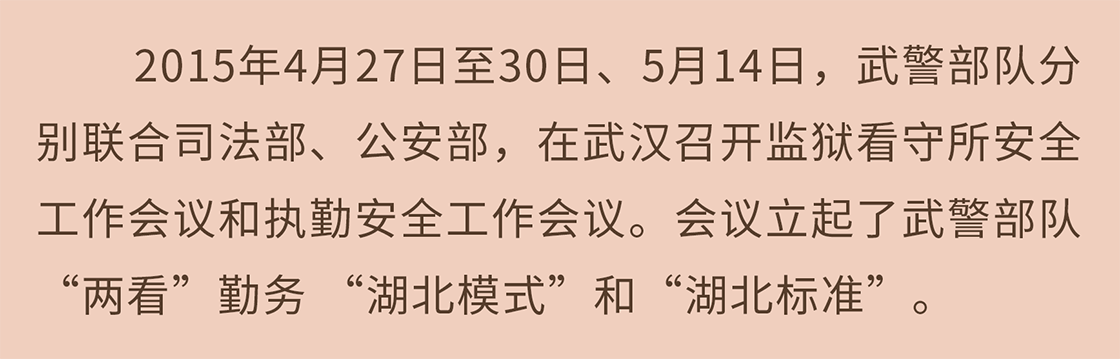 2015年4月27日至30日、5月14日，武警部队分
别联合司法部、公安部，在武汉召开监狱看守所安全
工作会议和执勤安全工作会议。会议立起了武警部队
“两看”勤务 “湖北模式”和“湖北标准”。